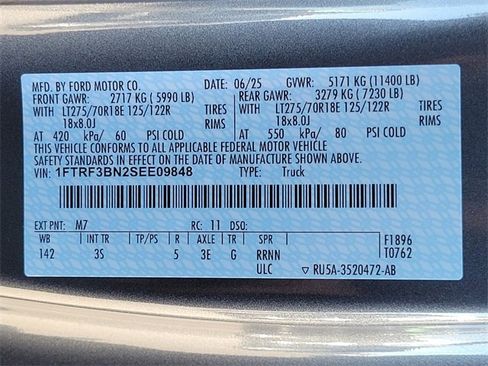 MFD. BY FORD MOTOR CO. DATE: 06/25 GVWR: 5171 KG (11400 LB)
FRONT GAWR: 2717 KG (5990 LB) REAR GAWR: 3279 KG (7230 LB)
WITH LT275/70R18E 125/122R TIRES WITH LT275/70R18E 125/122R TIRES
18x8.0J RIMS 18x8.0J RIMS
AT 420 kPa/ 60 PSI COLD AT 550 kPa/ 80 PSI COLD
THIS VEHICLE CONFORMS TO ALL APPLICABLE FEDERAL MOTOR VEHICLE
SAFETY STANDARDS IN EFFECT ON THE DATE OF MANUFACTURE SHOWN ABOVE.
VIN: 1FTRF3BN2SEE09848 TYPE: Truck
EXT PNT: M7 RC: 11 DSO:
WB INT TR TP/PS R AXLE TR SPR F1896
142 3S 5 3E G RRNN T0762
ULC ▽ RU5A-3520472-AB